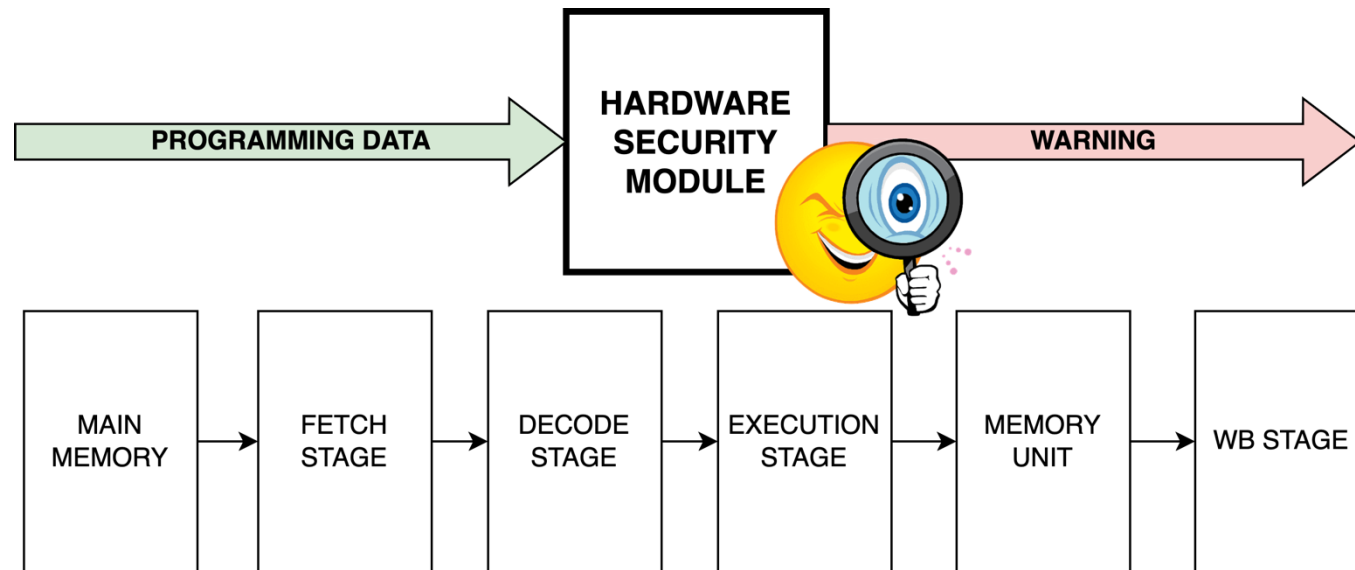 PROGRAMMING DATA
HARDWARE
SECURITY
MODULE
WARNING
MAIN
MEMORY
FETCH
STAGE
DECODE
STAGE
EXECUTION
STAGE
MEMORY
UNIT
WB STAGE